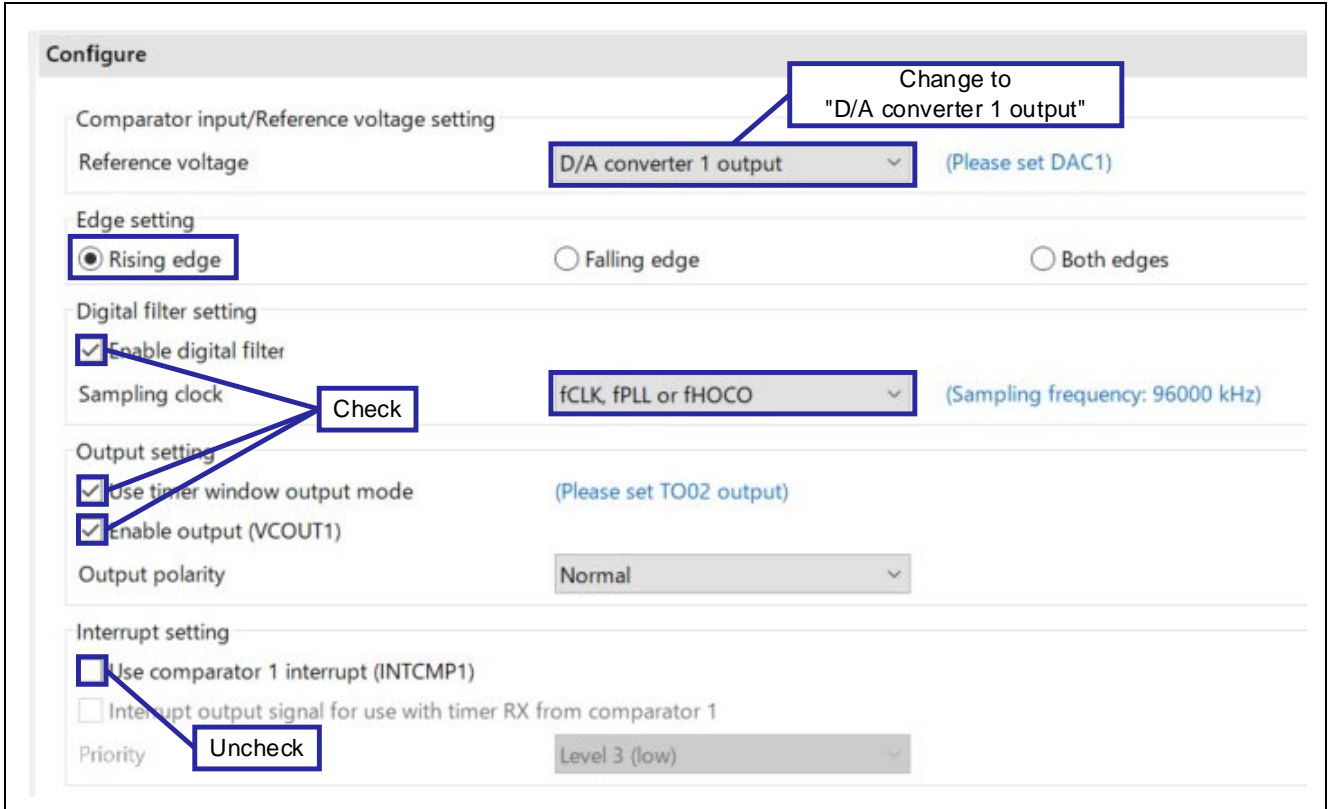 Configure
Change to
"D/A converter 1 output"
Comparator input/Reference voltage setting
Reference voltage D/A converter 1 output (Please set DAC1)
Edge setting
Rising edge Falling edge Both edges
Digital filter setting
Enable digital filter
Sampling clock fCLK, fPLL or fHOCO (Sampling frequency: 96000 kHz)
Check
Output setting
Use timer window output mode (Please set TO02 output)
Enable output (VCOUT1)
Output polarity Normal
Interrupt setting
Use comparator 1 interrupt (INTCMP1)
Interrupt output signal for use with timer RX from comparator 1
Priority Level 3 (low)
Uncheck